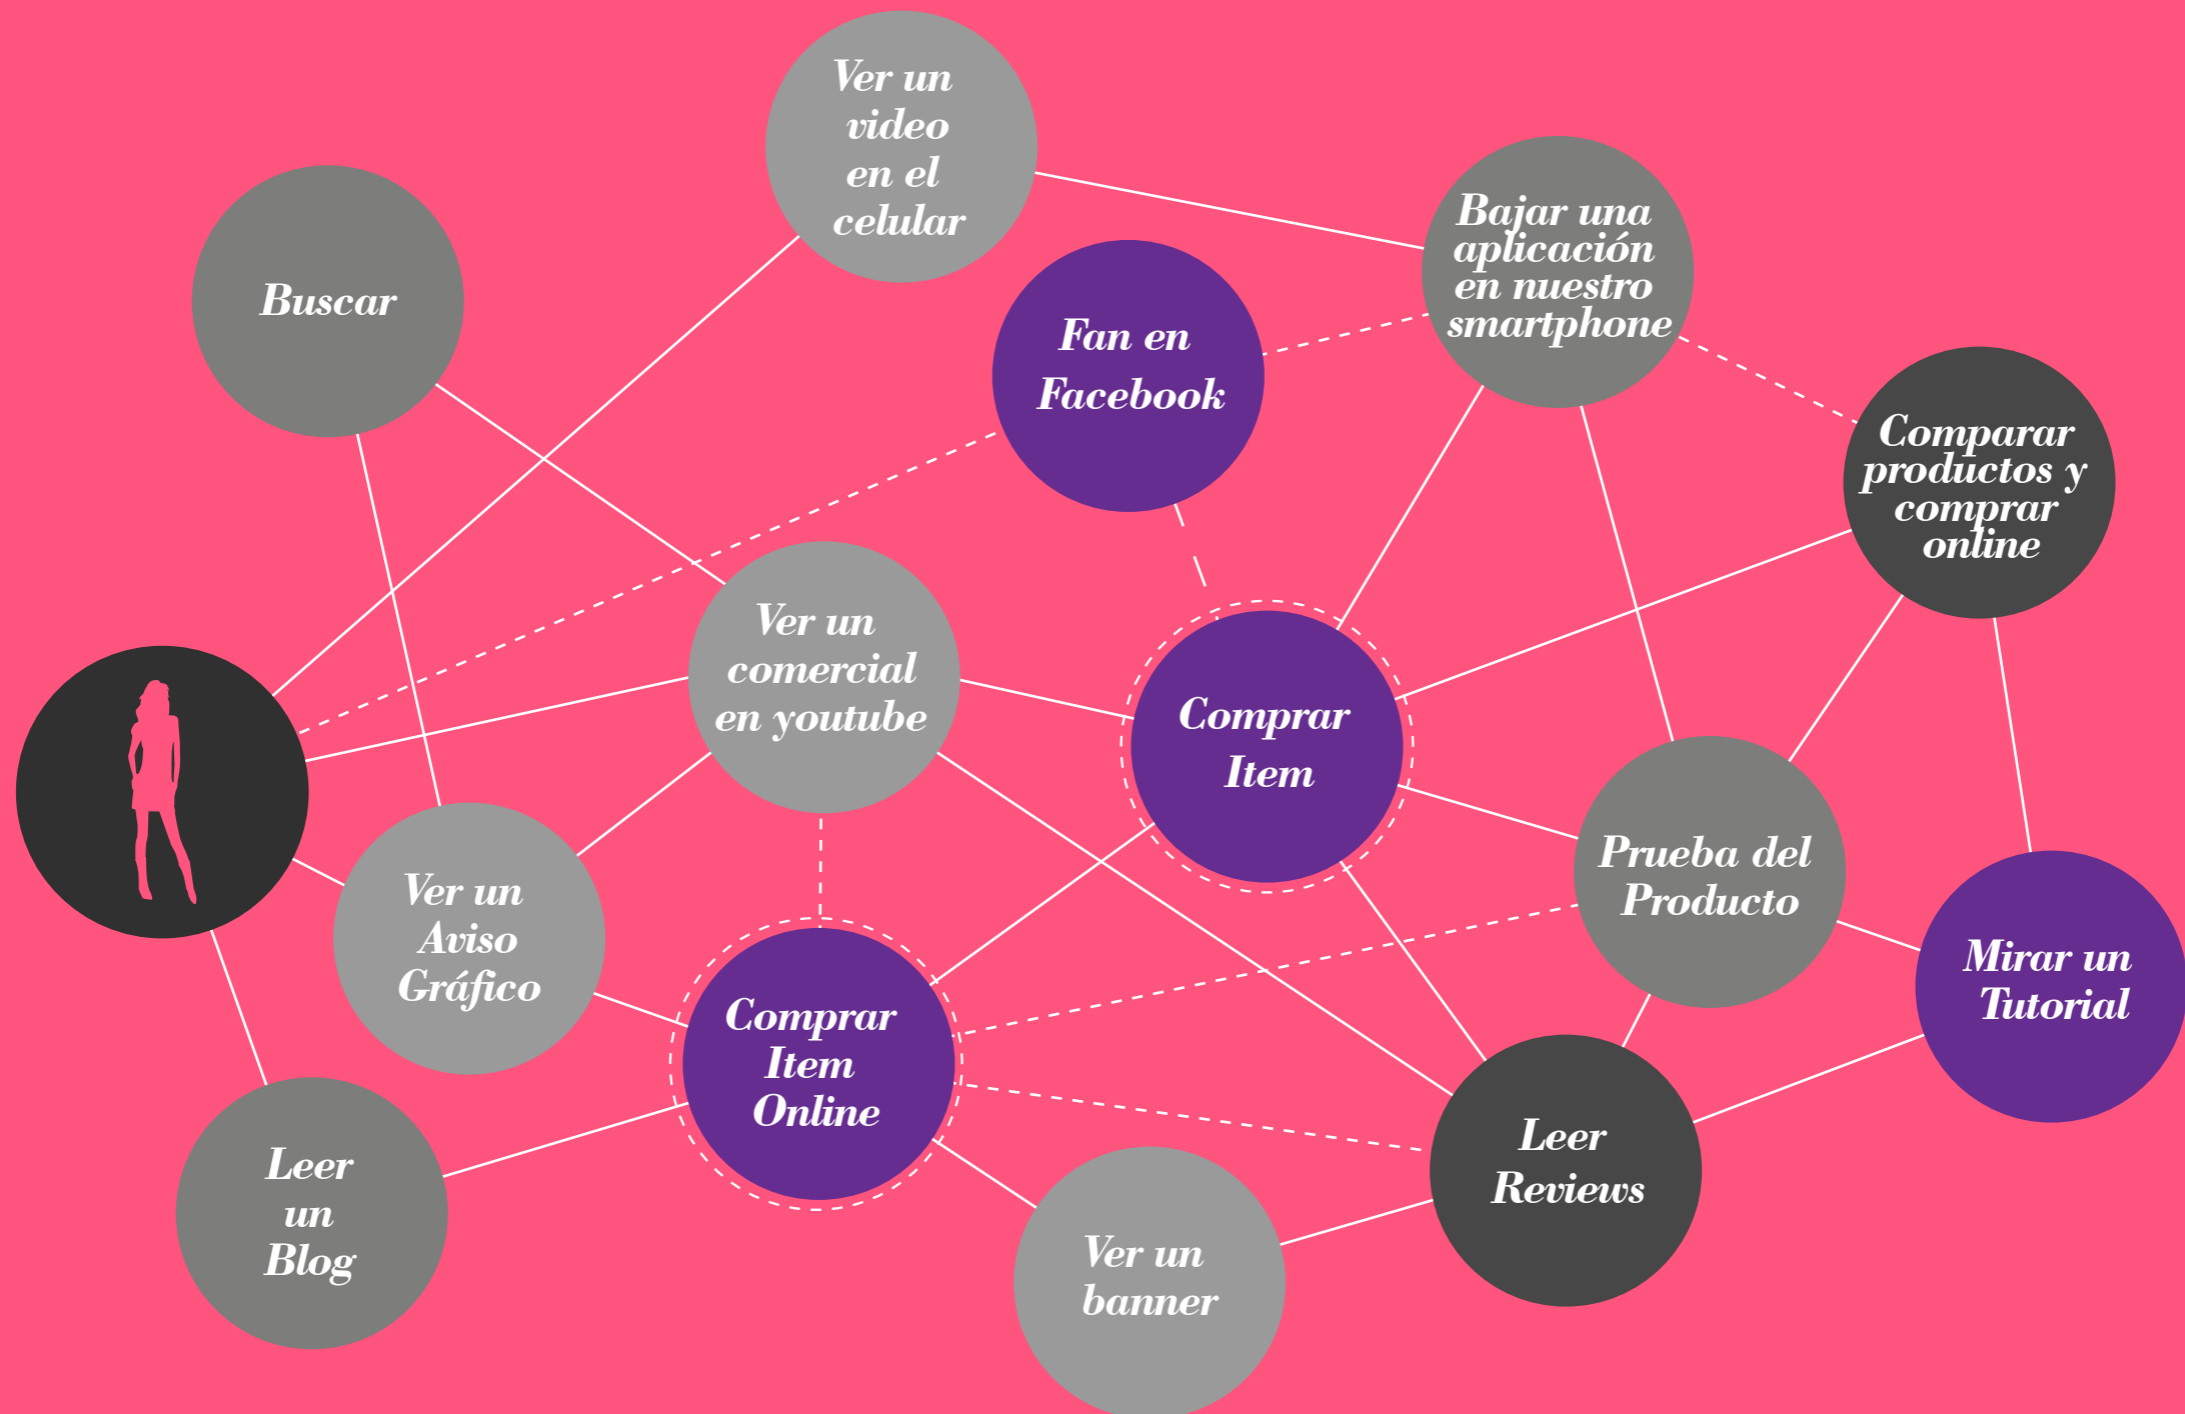 Ver un
video
en el
celular
Buscar
Bajar una
aplicación
en nuestro
smartphone
Fan en
Facebook
Comparar
productos y
comprar
online
Ver un
comercial
en youtube
Comprar
Item
Prueba del
Producto
Ver un
Aviso
Gráfico
Mirar un
Tutorial
Comprar
Item
Online
Leer
Reviews
Leer
un
Blog
Ver un
banner